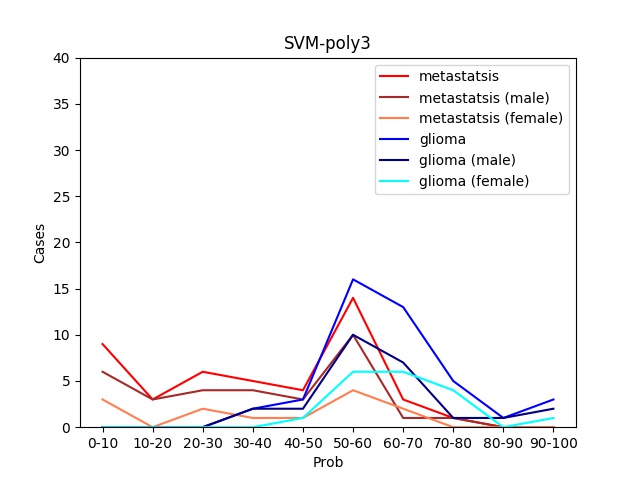 SVM-poly3
40
35
30
25
20
15
10
5
0
Cases
metastatsis
metastatsis (male)
metastatsis (female)
glioma
glioma (male)
glioma (female)
0-10 10-20 20-30 30-40 40-50 50-60 60-70 70-80 80-90 90-100
Prob